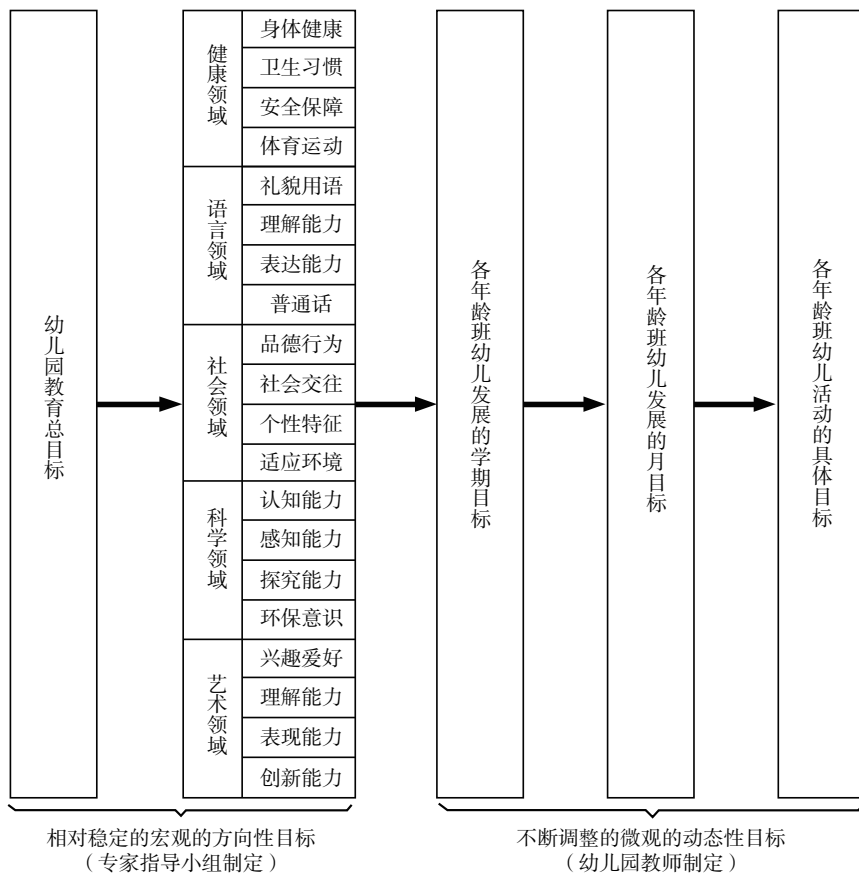 幼儿园教育总目标
健康领域
身体健康
卫生习惯
安全保障
体育运动
语言领域
礼貌用语
理解能力
表达能力
普通话
社会领域
品德行为
社会交往
个性特征
适应环境
科学领域
认知能力
感知能力
探究能力
环保意识
艺术领域
兴趣爱好
理解能力
表现能力
创新能力
各年龄班幼儿发展的学期目标
各年龄班幼儿发展的月目标
各年龄班幼儿活动的具体目标
相对稳定的宏观的方向性目标
（专家指导小组制定）
不断调整的微观的动态性目标
（幼儿园教师制定）